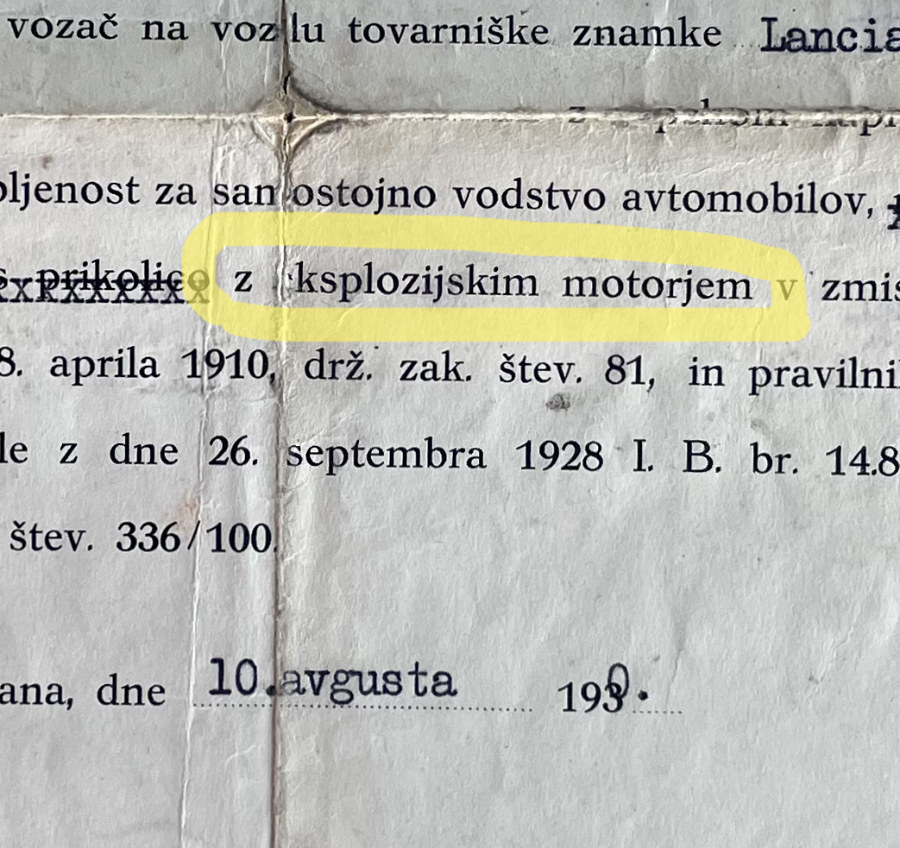 vozač na vozilu tovarniške znamke Lancia
oljenost za samostojno vodstvo avtomobilov,
s prikolico z eksplozijskim motorjem v zmis
8. aprila 1910, drž. zak. štev. 81, in pravilni
le z dne 26. septembra 1928 I. B. br. 14.8
štev. 336/100.
ana, dne 10.avgusta 1930.